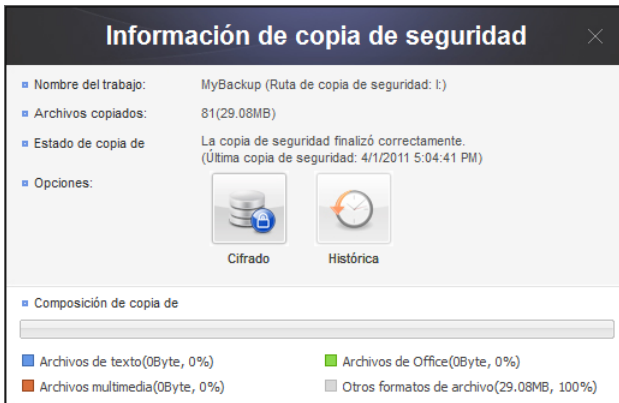 Información de copia de seguridad
Nombre del trabajo: MyBackup (Ruta de copia de seguridad: I:)
Archivos copiados: 81(29.08MB)
Estado de copia de La copia de seguridad finalizó correctamente.
(Última copia de seguridad: 4/1/2011 5:04:41 PM)
Opciones:
Cifrado Histórica
Composición de copia de
Archivos de texto(0Byte, 0%) Archivos de Office(0Byte, 0%)
Archivos multimedia(0Byte, 0%) Otros formatos de archivo(29.08MB, 100%)